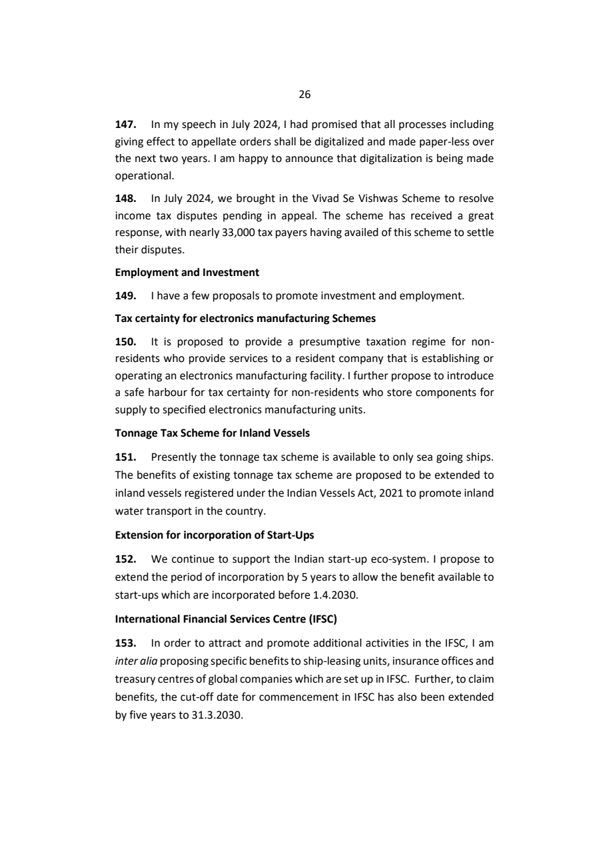 26
147. In my speech in July 2024, I had promised that all processes including
giving effect to appellate orders shall be digitalized and made paper-less over
the next two years. I am happy to announce that digitalization is being made
operational.
148. In July 2024, we brought in the Vivad Se Vishwas Scheme to resolve
income tax disputes pending in appeal. The scheme has received a great
response, with nearly 33,000 tax payers having availed of this scheme to settle
their disputes.
Employment and Investment
149. I have a few proposals to promote investment and employment.
Tax certainty for electronics manufacturing Schemes
150. It is proposed to provide a presumptive taxation regime for non-
residents who provide services to a resident company that is establishing or
operating an electronics manufacturing facility. I further propose to introduce
a safe harbour for tax certainty for non-residents who store components for
supply to specified electronics manufacturing units.
Tonnage Tax Scheme for Inland Vessels
151. Presently the tonnage tax scheme is available to only sea going ships.
The benefits of existing tonnage tax scheme are proposed to be extended to
inland vessels registered under the Indian Vessels Act, 2021 to promote inland
water transport in the country.
Extension for incorporation of Start-Ups
152. We continue to support the Indian start-up eco-system. I propose to
extend the period of incorporation by 5 years to allow the benefit available to
start-ups which are incorporated before 1.4.2030.
International Financial Services Centre (IFSC)
153. In order to attract and promote additional activities in the IFSC, I am
inter alia proposing specific benefits to ship-leasing units, insurance offices and
treasury centres of global companies which are set up in IFSC. Further, to claim
benefits, the cut-off date for commencement in IFSC has also been extended
by five years to 31.3.2030.